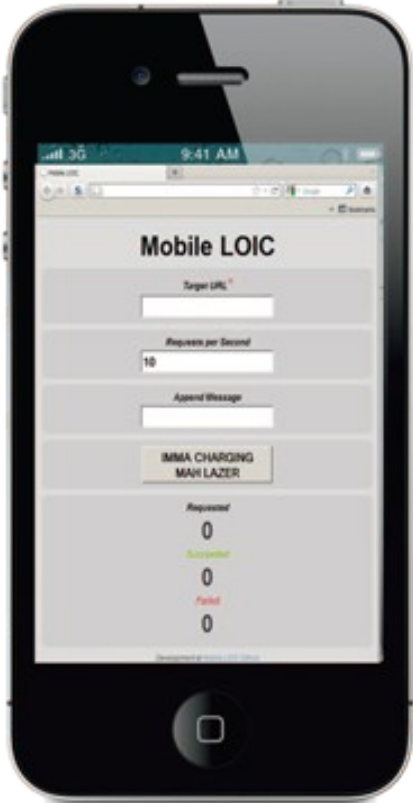 3G 9:41 AM
Mobile LOIC
Mobile LOIC
Target URL*
Requests per Second
10
Append Message
IMMA CHARGING
MAH LAZER
Requested
0
Succeeded
0
Failed
0